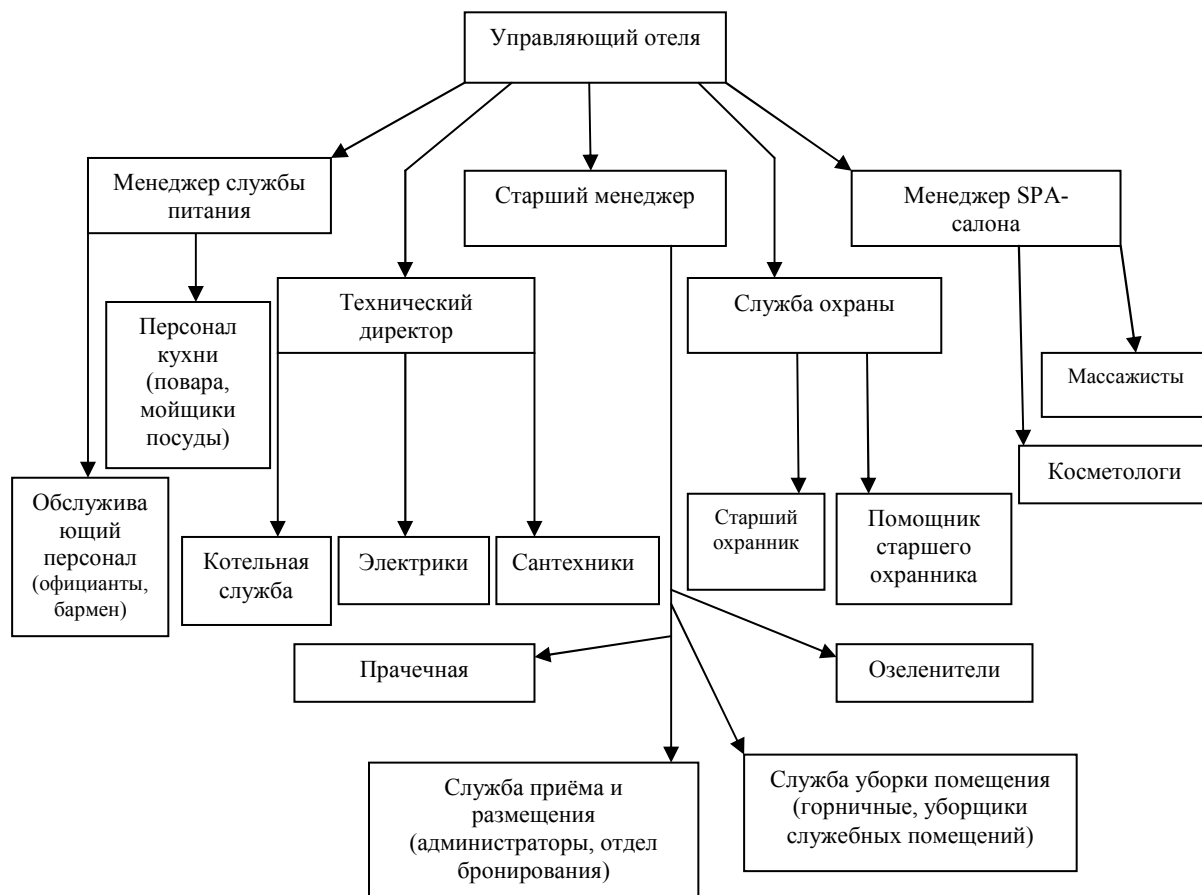 Управляющий отеля
Менеджер службы
питания
Старший менеджер
Менеджер SPA-
салона
Технический
директор
Служба охраны
Персонал
кухни
(повара,
мойщики
посуды)
Массажисты
Косметологи
Обслужива
ющий
персонал
(официанты,
бармен)
Котельная
служба
Электрики
Сантехники
Старший
охранник
Помощник
старшего
охранника
Прачечная
Озеленители
Служба приёма и
размещения
(администраторы, отдел
бронирования)
Служба уборки помещения
(горничные, уборщики
служебных помещений)